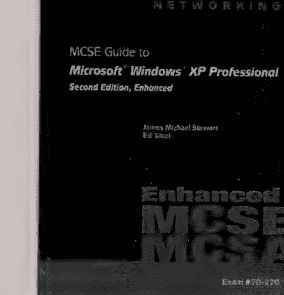 NETWORKING
MCSE Guide to
Microsoft® Windows® XP Professional
Second Edition, Enhanced
James Michael Stewart
Ed Tittel
Enhanced
MCSE
MCSA
Exam #70-270